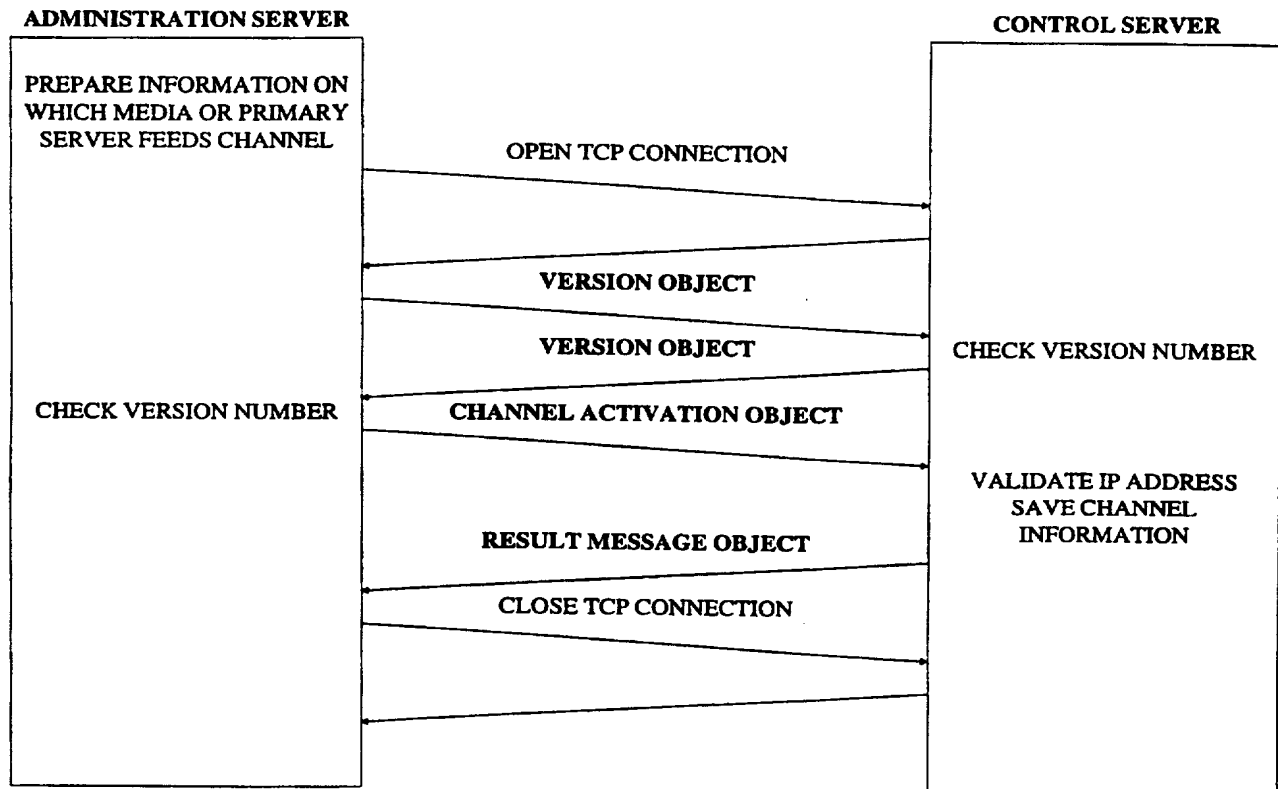 ADMINISTRATION SERVER
CONTROL SERVER
PREPARE INFORMATION ON
WHICH MEDIA OR PRIMARY
SERVER FEEDS CHANNEL
OPEN TCP CONNECTION
VERSION OBJECT
VERSION OBJECT
CHECK VERSION NUMBER
CHECK VERSION NUMBER
CHANNEL ACTIVATION OBJECT
VALIDATE IP ADDRESS
SAVE CHANNEL
INFORMATION
RESULT MESSAGE OBJECT
CLOSE TCP CONNECTION